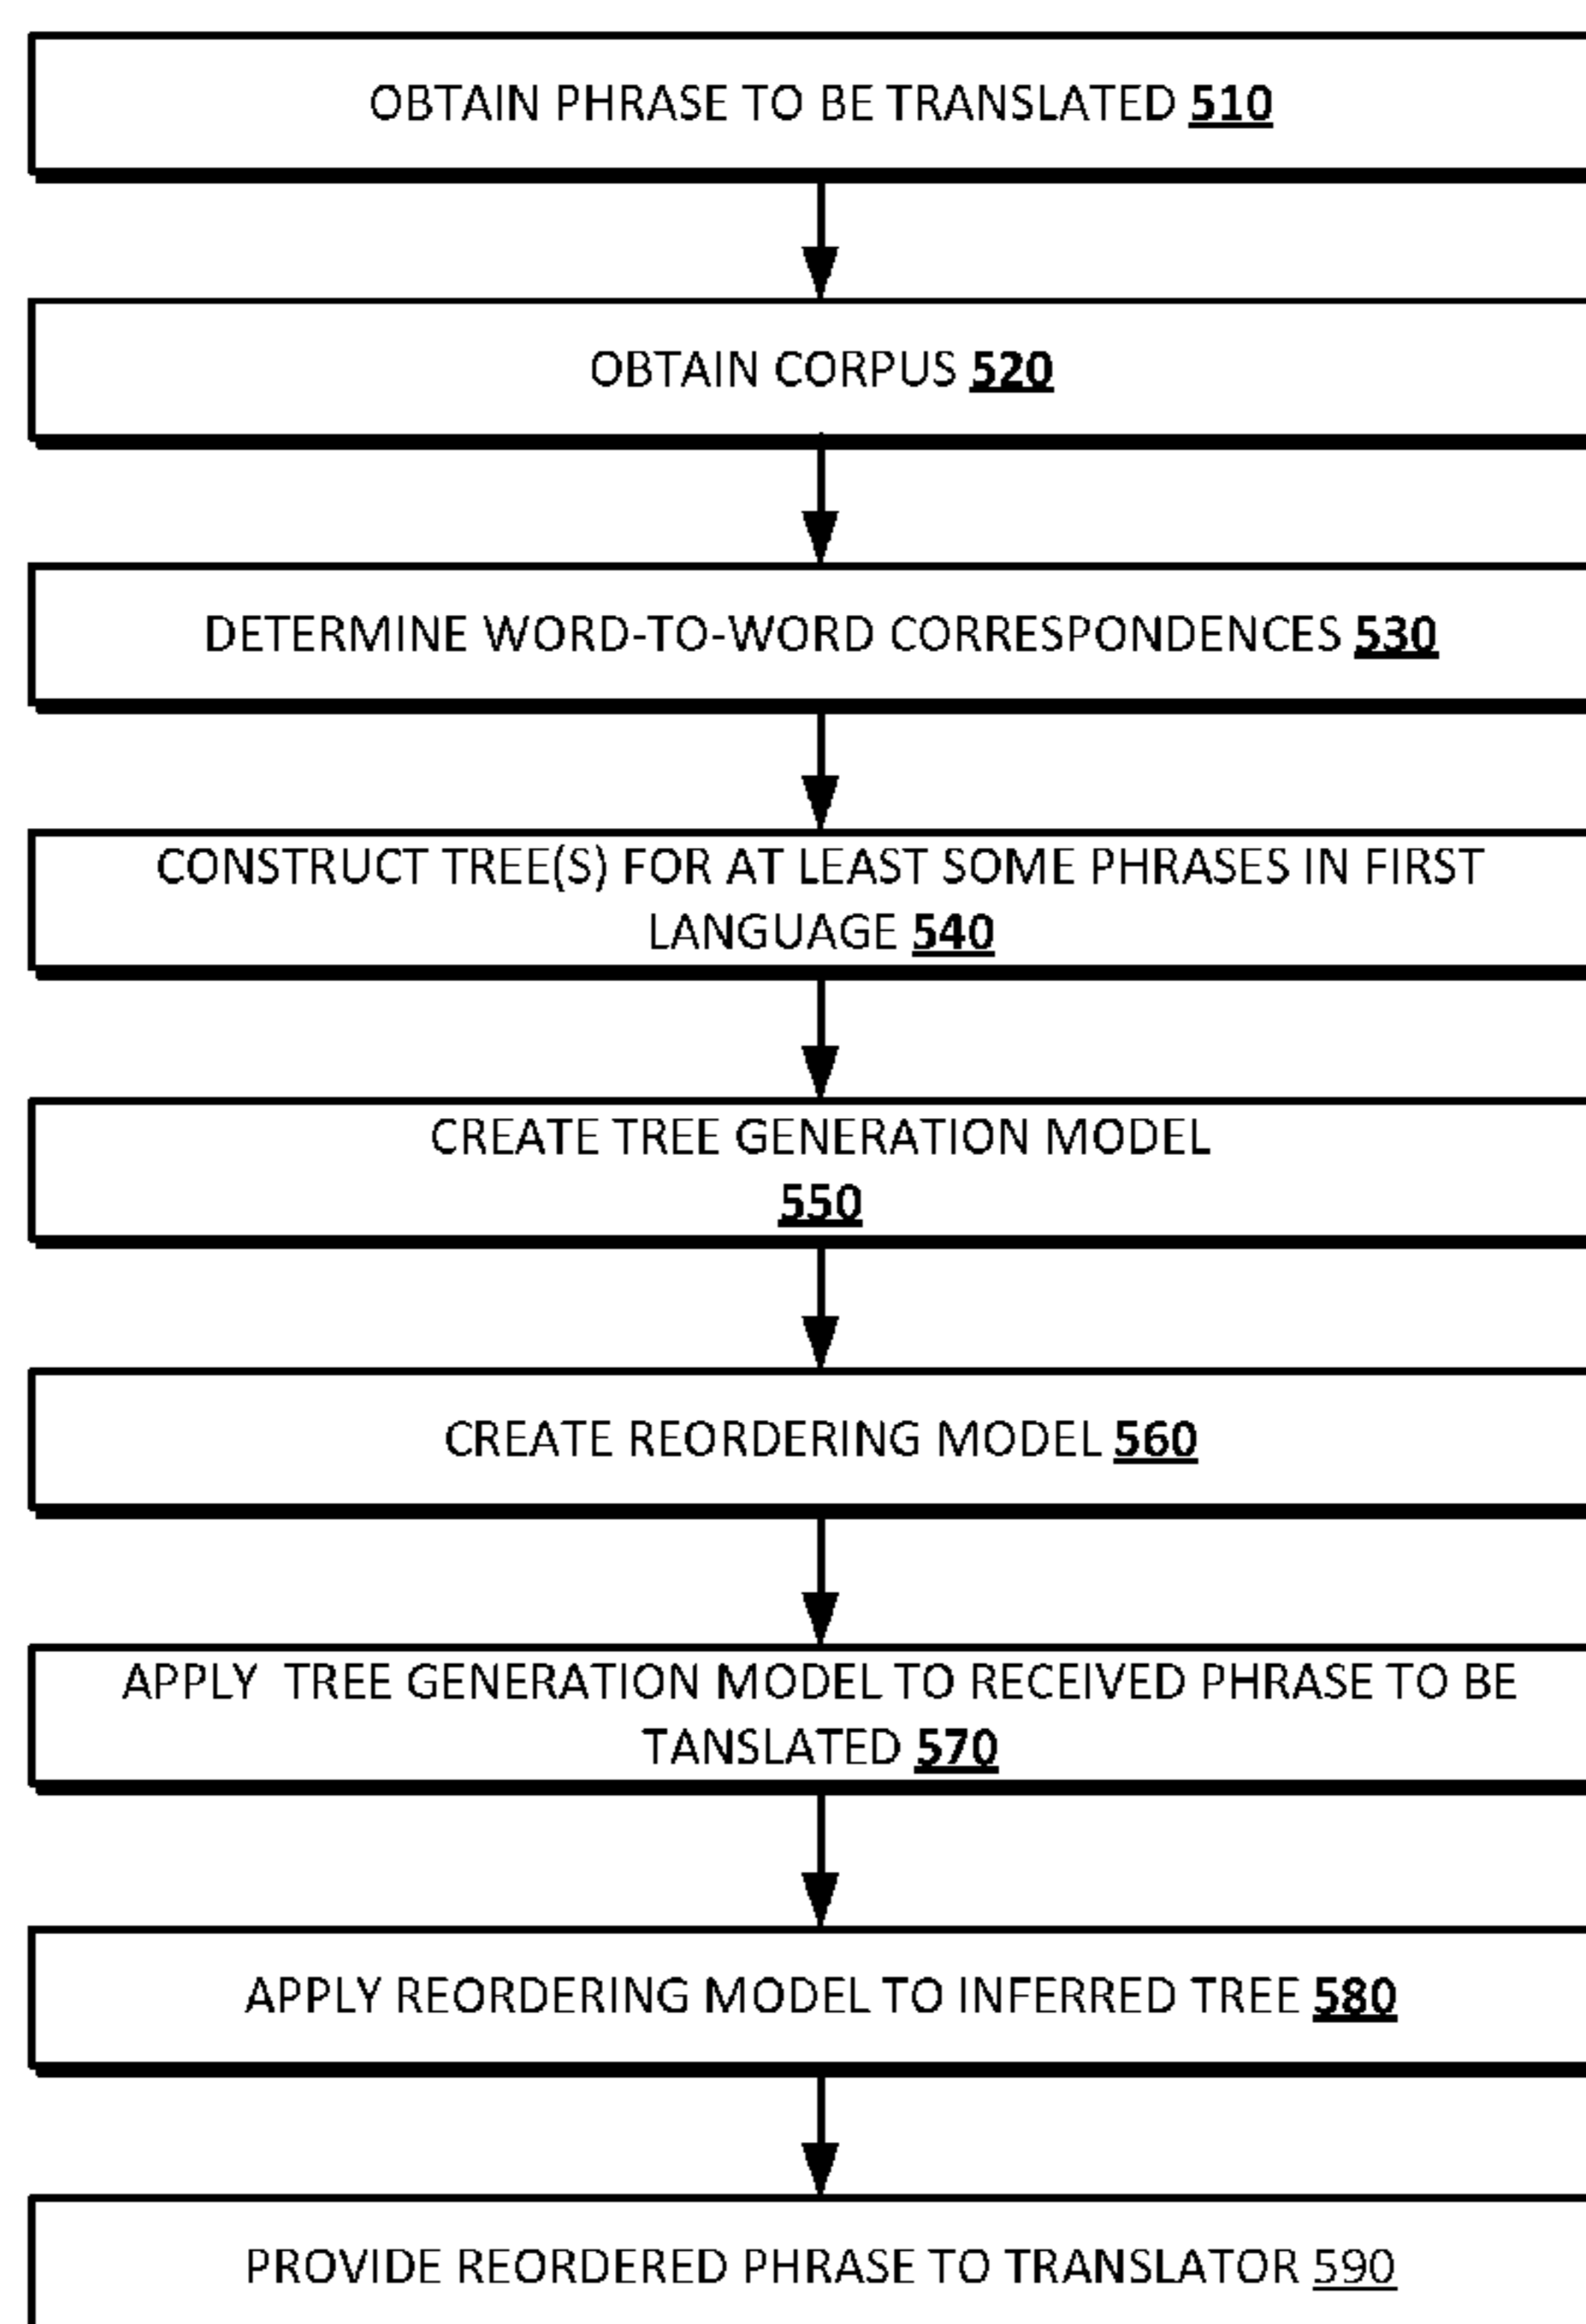 OBTAIN PHRASE TO BE TRANSLATED 510
OBTAIN CORPUS 520
DETERMINE WORD-TO-WORD CORRESPONDENCES 530
CONSTRUCT TREE(S) FOR AT LEAST SOME PHRASES IN FIRST
LANGUAGE 540
CREATE TREE GENERATION MODEL
550
CREATE REORDERING MODEL 560
APPLY TREE GENERATION MODEL TO RECEIVED PHRASE TO BE
TANSLATED 570
APPLY REORDERING MODEL TO INFERRED TREE 580
PROVIDE REORDERED PHRASE TO TRANSLATOR 590